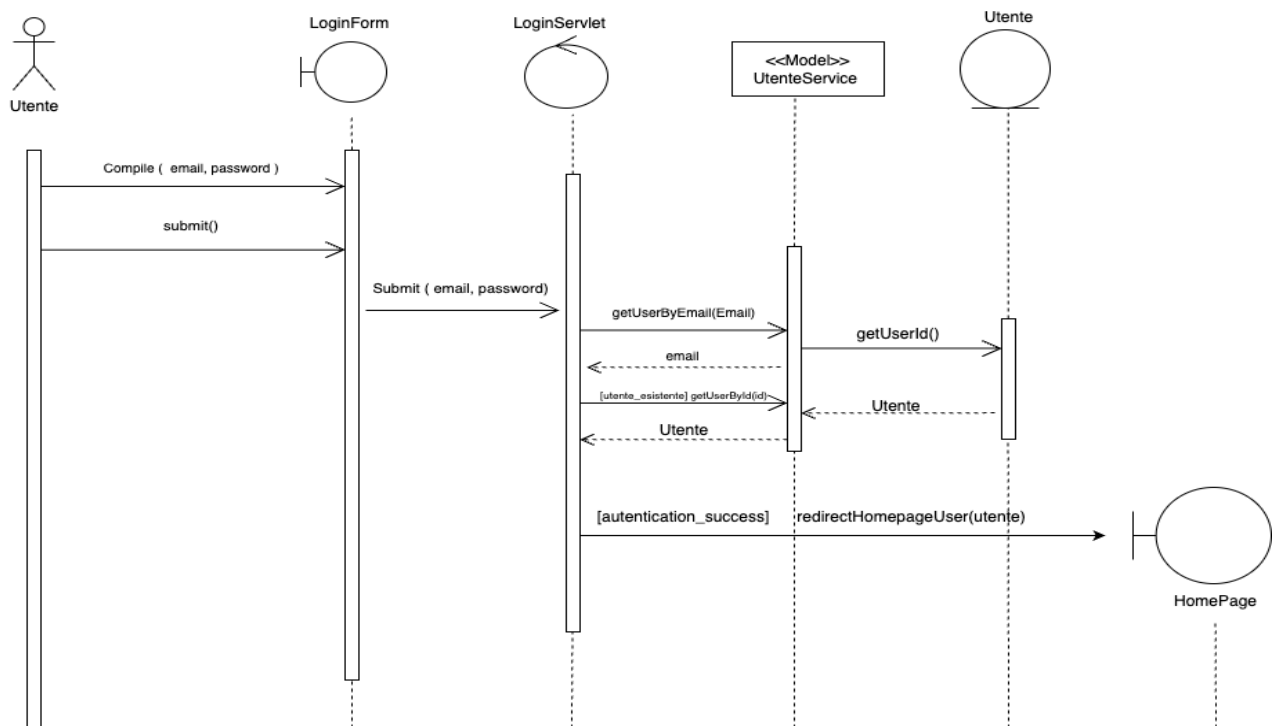 Utente
LoginForm
LoginServlet
<<Model>>
UtenteService
Utente
Compile ( email, password )
submit()
Submit ( email, password)
getUserByEmail(Email)
getUserId()
email
[utente_esistente] getUserById(id)
Utente
Utente
[autentication_success] redirectHomepageUser(utente)
HomePage